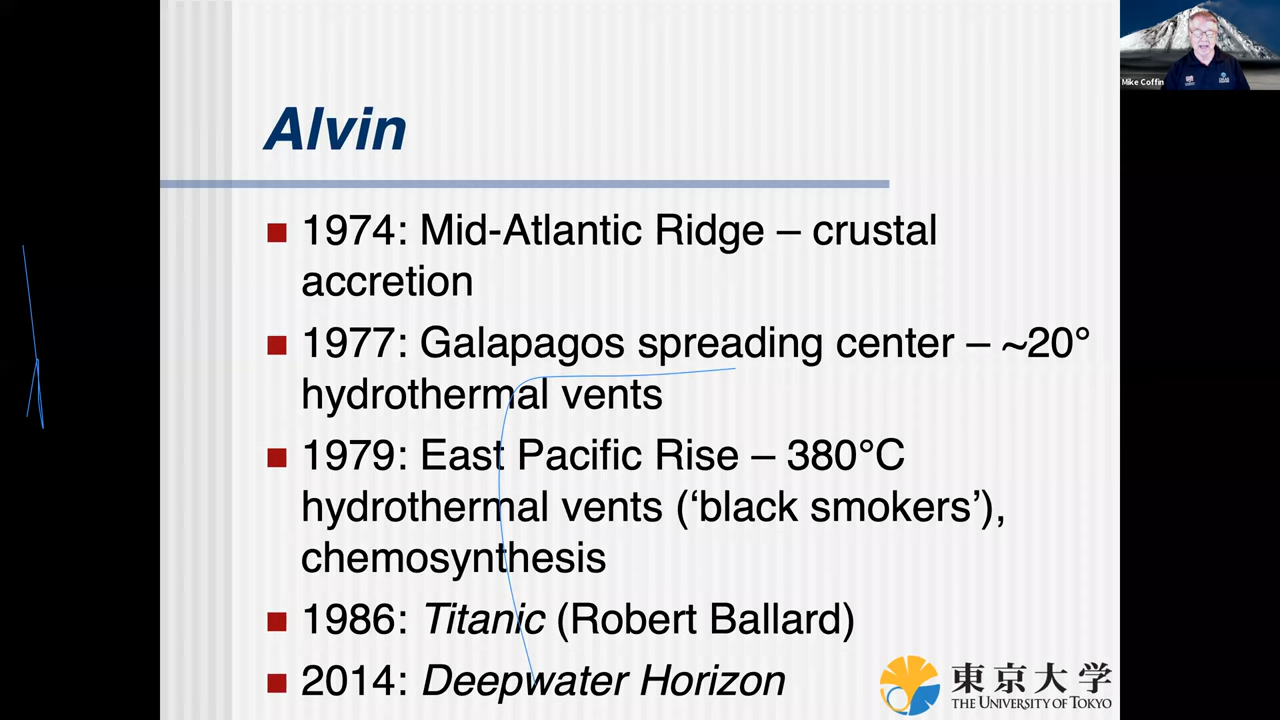 Alvin
1974: Mid-Atlantic Ridge – crustal
accretion
1977: Galapagos spreading center – ~20°
hydrothermal vents
1979: East Pacific Rise – 380°C
hydrothermal vents (‘black smokers’),
chemosynthesis
1986: Titanic (Robert Ballard)
2014: Deepwater Horizon
東京大学
THE UNIVERSITY OF TOKYO
Mike Coffin